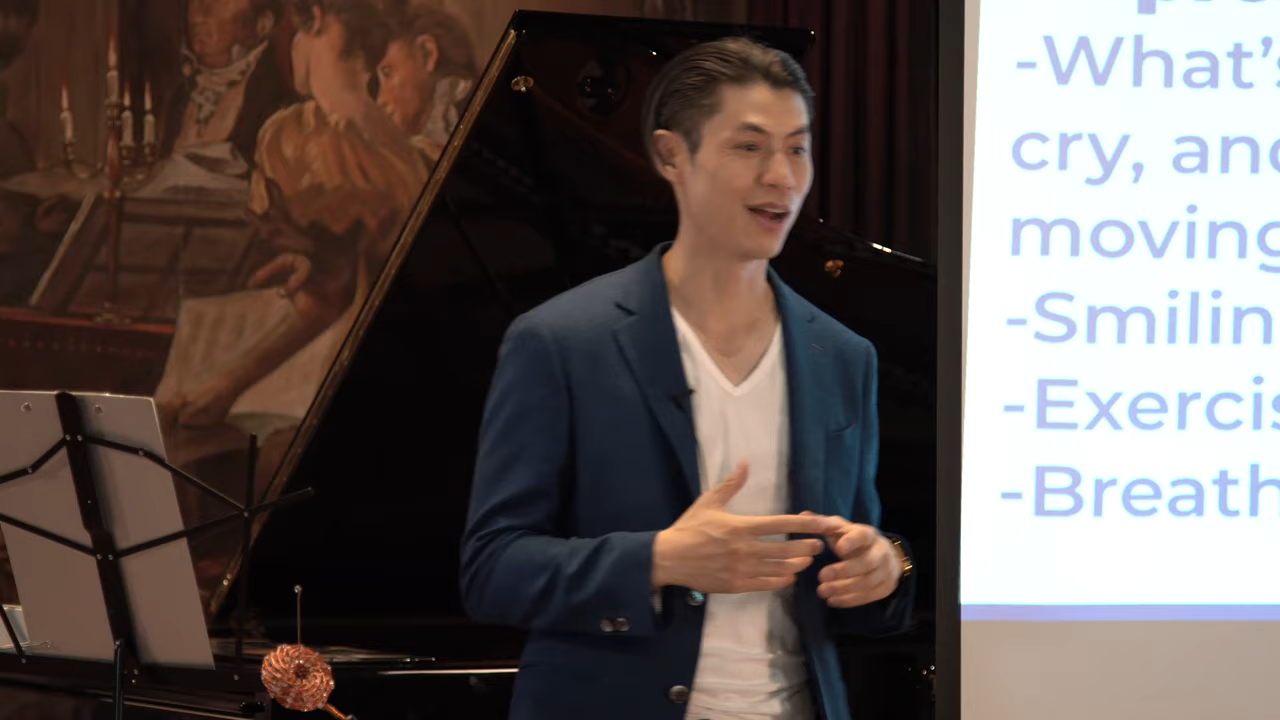 -What's
cry, and
moving
-Smilin
-Exercis
-Breath